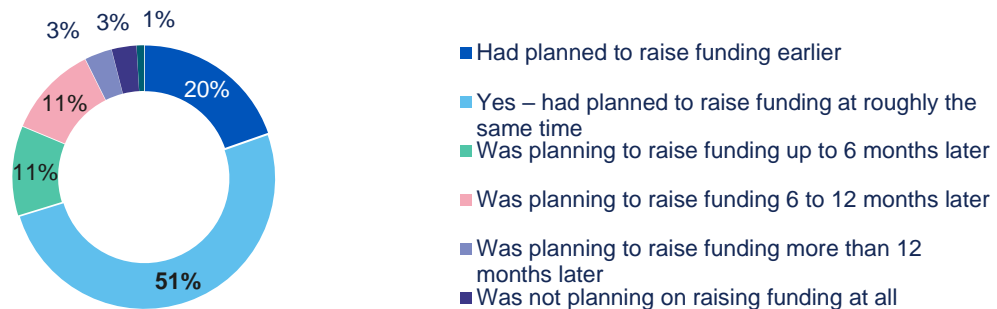 3%
3%
1%
20%
11%
11%
51%
Had planned to raise funding earlier
Yes – had planned to raise funding at roughly the
same time
Was planning to raise funding up to 6 months later
Was planning to raise funding 6 to 12 months later
Was planning to raise funding more than 12
months later
Was not planning on raising funding at all